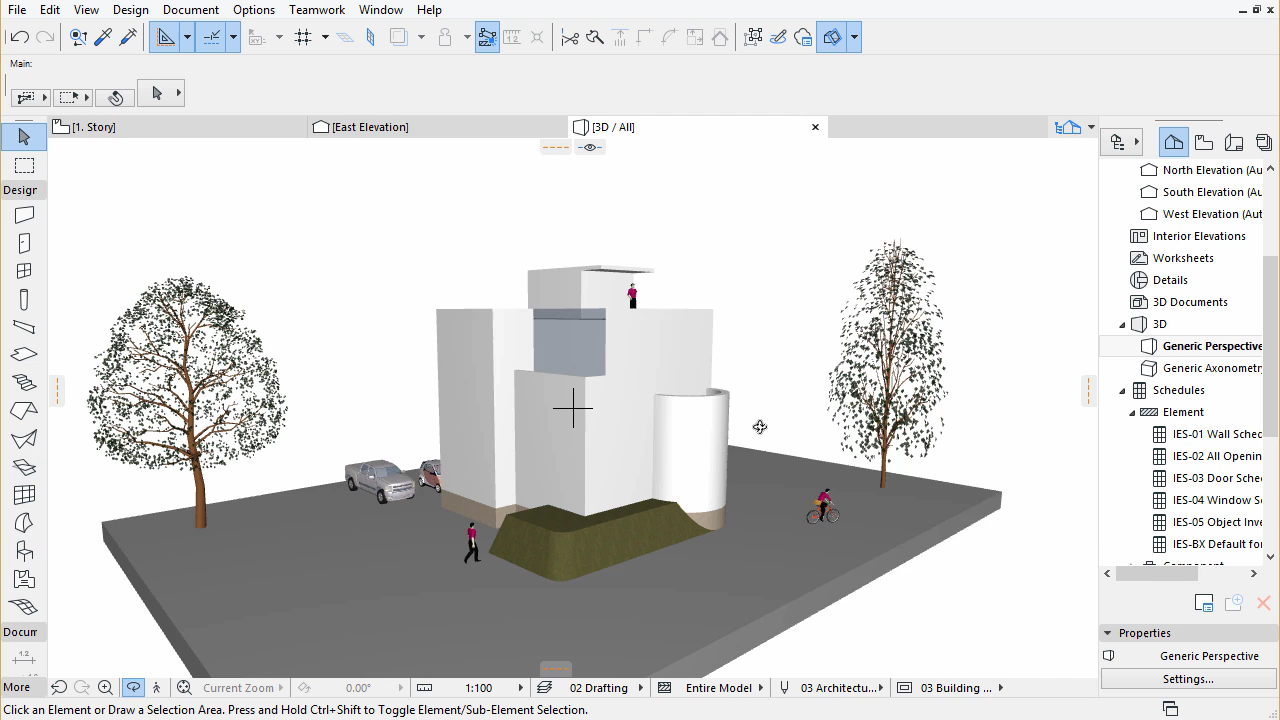 File Edit View Design Document Options Teamwork Window Help
Main:
[1. Story]
[East Elevation]
[3D / All]
Design
Docum
More
North Elevation (Au
South Elevation (Au
West Elevation (Aut
Interior Elevations
Worksheets
Details
3D Documents
3D
Generic Perspective
Generic Axonometr
Schedules
Element
IES-01 Wall Sched
IES-02 All Openin
IES-03 Door Sche
IES-04 Window S
IES-05 Object Inve
IES-BX Default for
Properties
Generic Perspective
Settings...
1.2
Current Zoom
0.00°
1:100
02 Drafting
Entire Model
03 Architectu...
03 Building ...
Click an Element or Draw a Selection Area. Press and Hold Ctrl+Shift to Toggle Element/Sub-Element Selection.